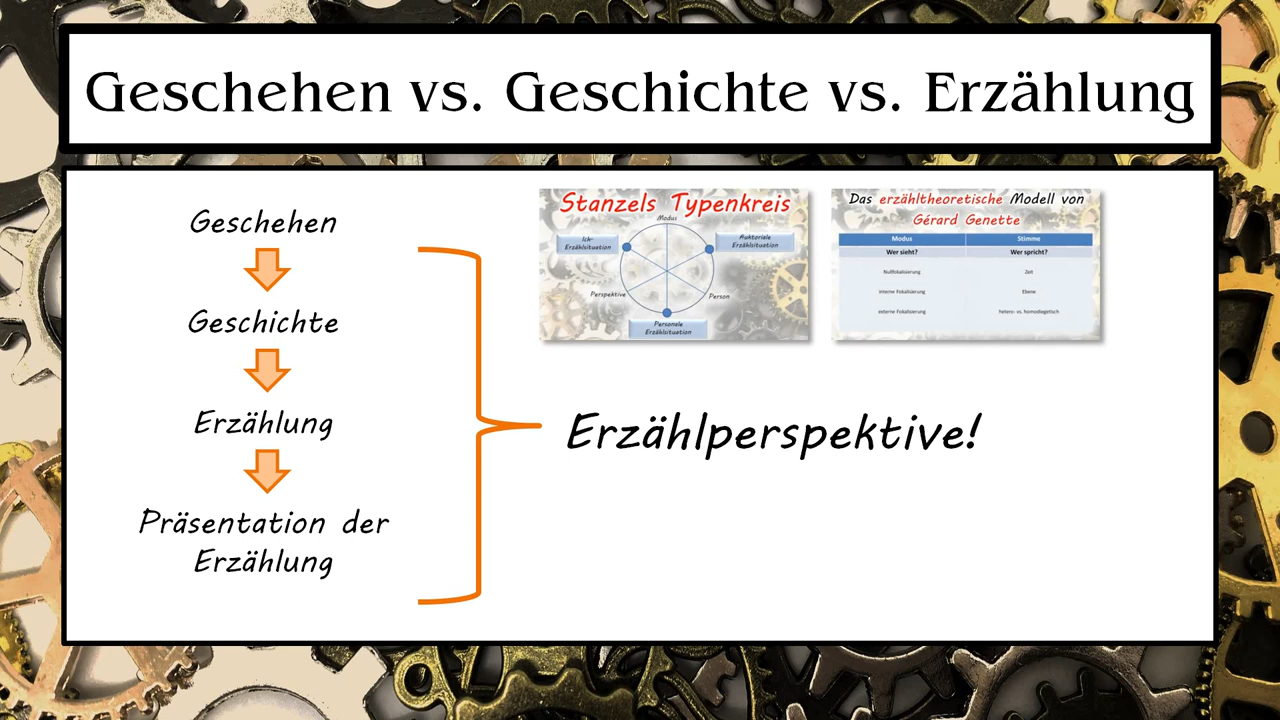 Geschehen vs. Geschichte vs. Erzählung
Geschehen
Geschichte
Erzählung
Präsentation der
Erzählung
Stanzels Typenkreis
Modus
Ich-
Erzählsituation
Auktoriale
Erzählsituation
Perspektive
Person
Personale
Erzählsituation
Das erzähltheoretische Modell von
Gérard Genette
Modus Stimme
Wer sieht? Wer spricht?
Nullfokalisierung Zeit
interne Fokalisierung Ebene
externe Fokalisierung hetero- vs. homodiegetisch
Erzählperspektive!